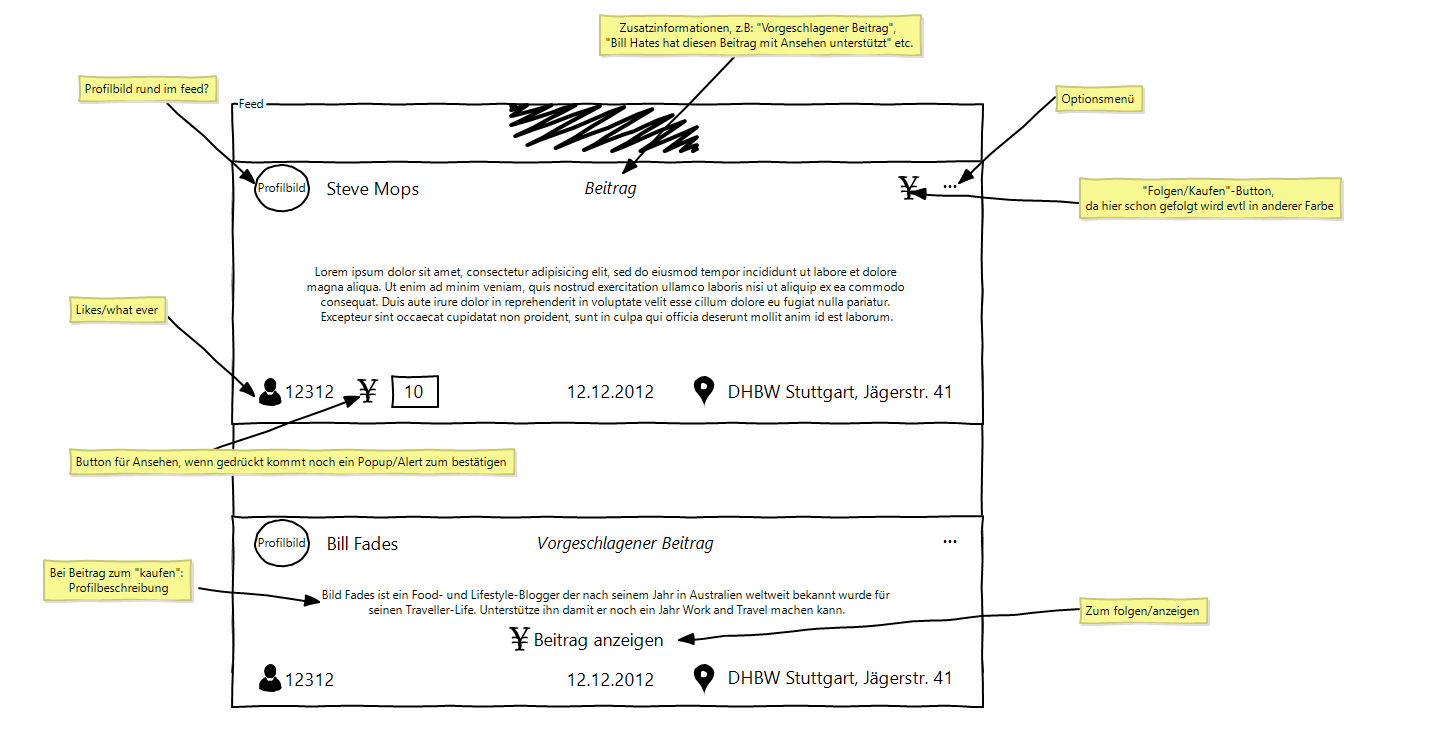 Zusatzinformationen, z.B: "Vorgeschlagener Beitrag",
"Bill Hates hat diesen Beitrag mit Ansehen unterstützt" etc.
Profilbild rund im feed?
Optionsmenü
Feed
Profilbild
Steve Mops
Beitrag
¥
...
"Folgen/Kaufen"-Button,
da hier schon gefolgt wird evtl in anderer Farbe
Lorem ipsum dolor sit amet, consectetur adipisicing elit, sed do eiusmod tempor incididunt ut labore et dolore
magna aliqua. Ut enim ad minim veniam, quis nostrud exercitation ullamco laboris nisi ut aliquip ex ea commodo
consequat. Duis aute irure dolor in reprehenderit in voluptate velit esse cillum dolore eu fugiat nulla pariatur.
Excepteur sint occaecat cupidatat non proident, sunt in culpa qui officia deserunt mollit anim id est laborum.
Likes/what ever
12312 ¥ 10 12.12.2012 DHBW Stuttgart, Jägerstr. 41
Button für Ansehen, wenn gedrückt kommt noch ein Popup/Alert zum bestätigen
Profilbild
Bill Fades
Vorgeschlagener Beitrag
...
Bei Beitrag zum "kaufen":
Profilbeschreibung
Bild Fades ist ein Food- und Lifestyle-Blogger der nach seinem Jahr in Australien weltweit bekannt wurde für
seinen Traveller-Life. Unterstütze ihn damit er noch ein Jahr Work and Travel machen kann.
Zum folgen/anzeigen
¥ Beitrag anzeigen
12312 12.12.2012 DHBW Stuttgart, Jägerstr. 41